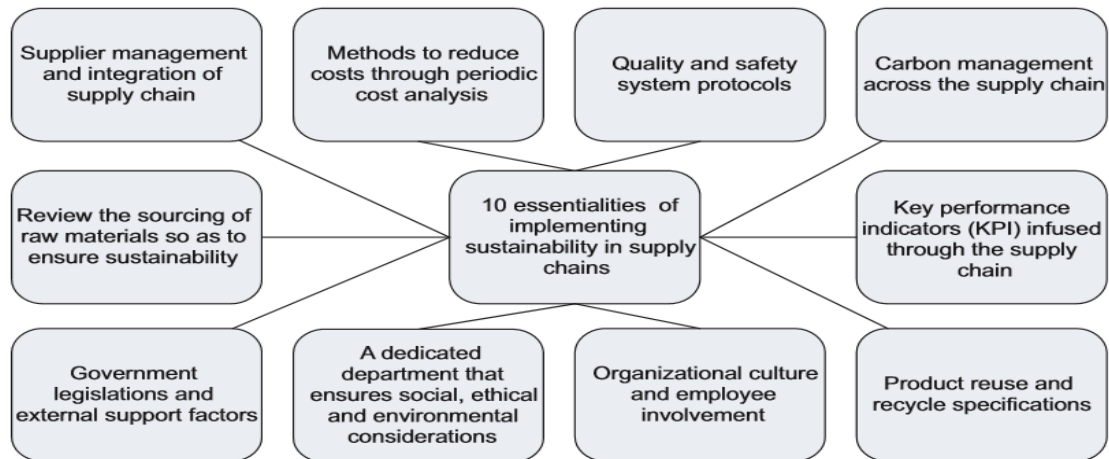 Supplier management
and integration of
supply chain
Methods to reduce
costs through periodic
cost analysis
Quality and safety
system protocols
Carbon management
across the supply chain
Review the sourcing of
raw materials so as to
ensure sustainability
10 essentialities of
implementing
sustainability in supply
chains
Key performance
indicators (KPI) infused
through the supply
chain
Government
legislations and
external support factors
A dedicated
department that
ensures social, ethical
and environmental
considerations
Organizational culture
and employee
involvement
Product reuse and
recycle specifications